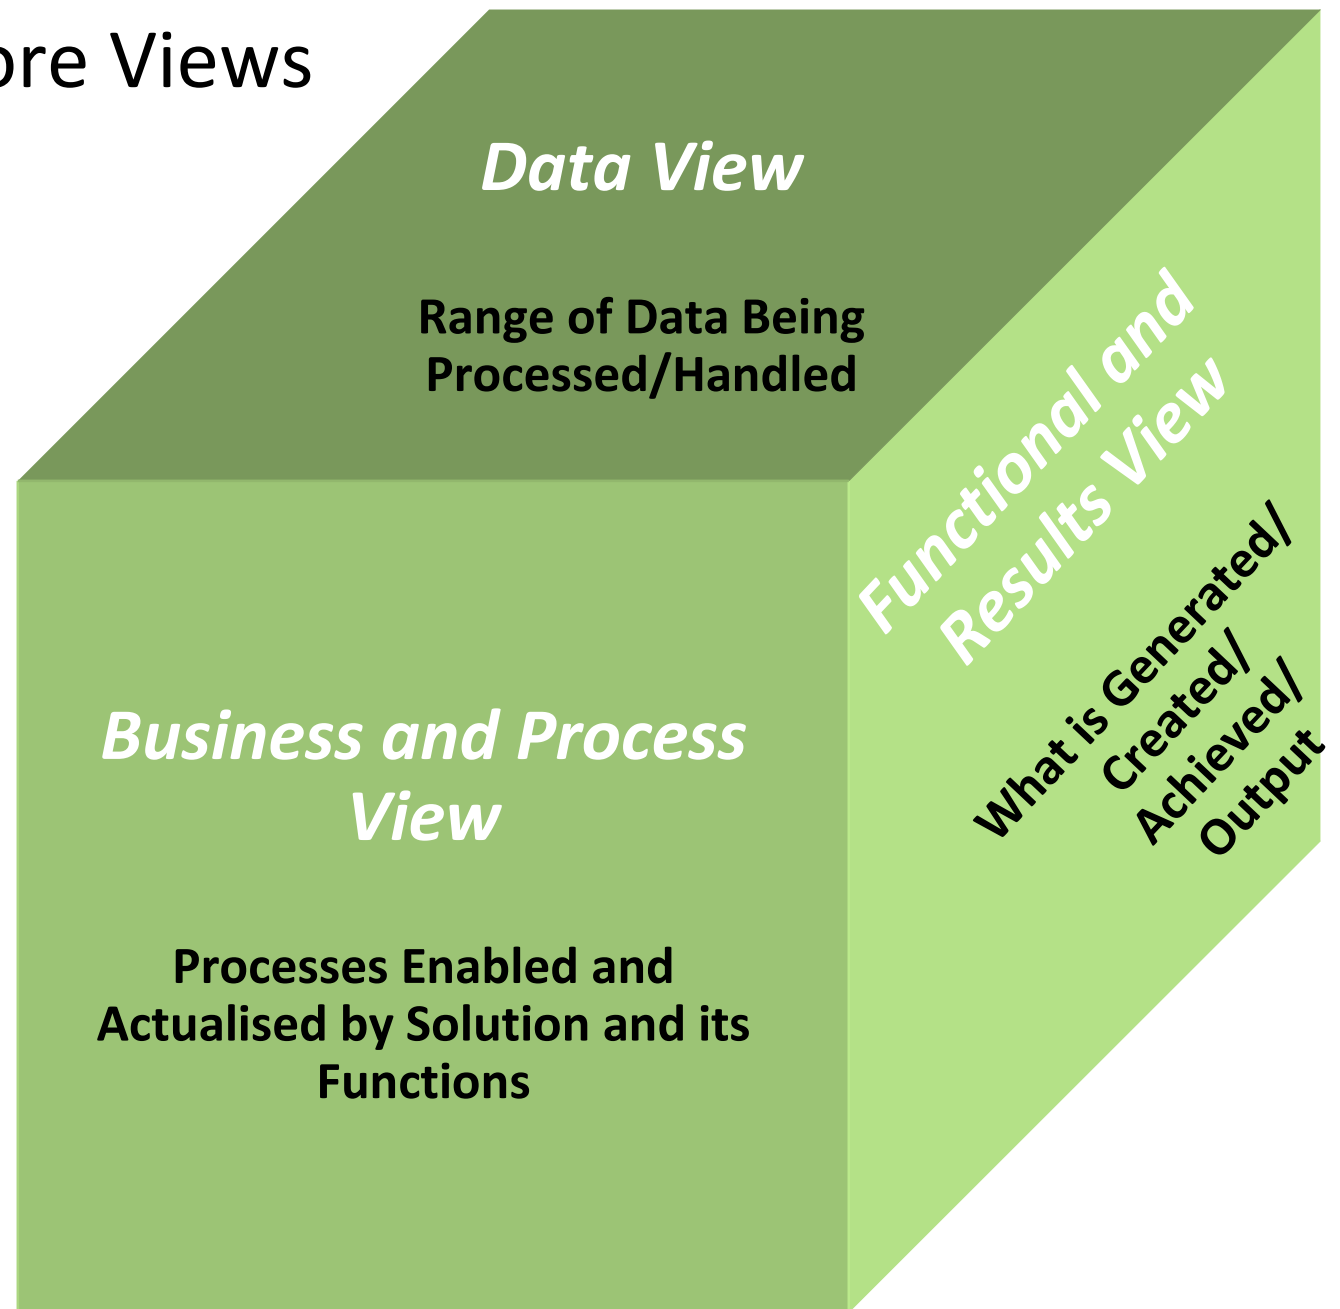 ore Views
Data View
Range of Data Being
Processed/Handled
Functional and
Results View
What is Generated/
Created/
Achieved/
Output
Business and Process
View
Processes Enabled and
Actualised by Solution and its
Functions